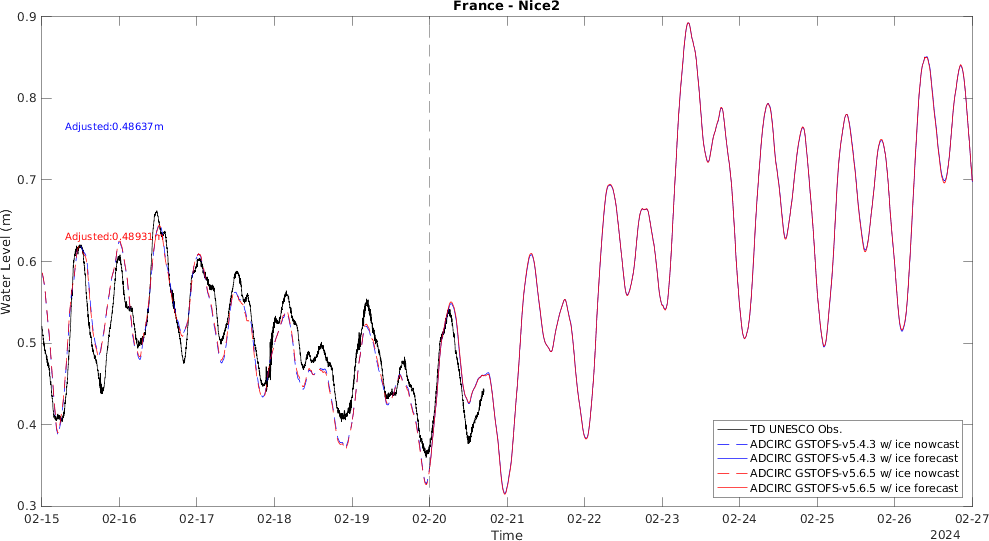 France - Nice2
0.9
0.8
0.7
0.6
0.5
0.4
0.3
Water Level (m)
Adjusted:0.48637m
Adjusted:0.48931m
TD UNESCO Obs.
ADCIRC GSTOFS-v5.4.3 w/ ice nowcast
ADCIRC GSTOFS-v5.4.3 w/ ice forecast
ADCIRC GSTOFS-v5.6.5 w/ ice nowcast
ADCIRC GSTOFS-v5.6.5 w/ ice forecast
02-15 02-16 02-17 02-18 02-19 02-20 02-21 02-22 02-23 02-24 02-25 02-26 02-27
Time
2024